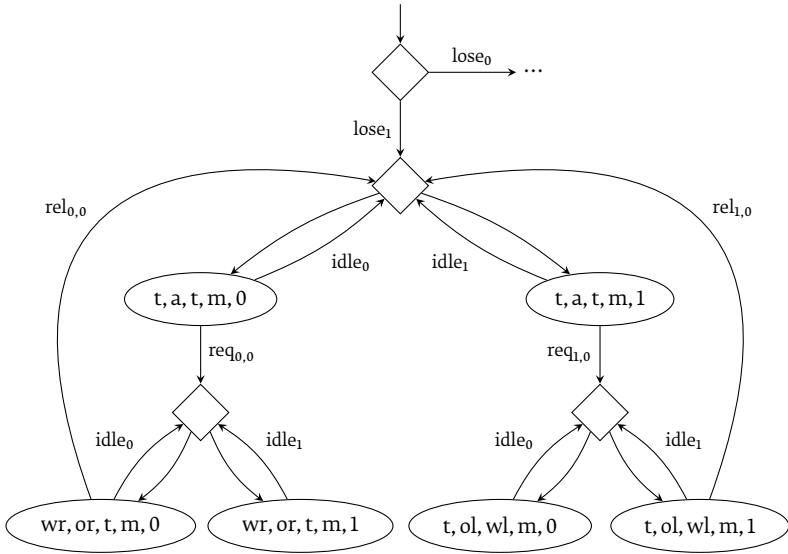 lose₀
...
lose₁
rel₀,₀
rel₁,₀
idle₀
idle₁
t, a, t, m, 0
t, a, t, m, 1
req₀,₀
req₁,₀
idle₀
idle₁
idle₀
idle₁
wr, or, t, m, 0
wr, or, t, m, 1
t, ol, wl, m, 0
t, ol, wl, m, 1